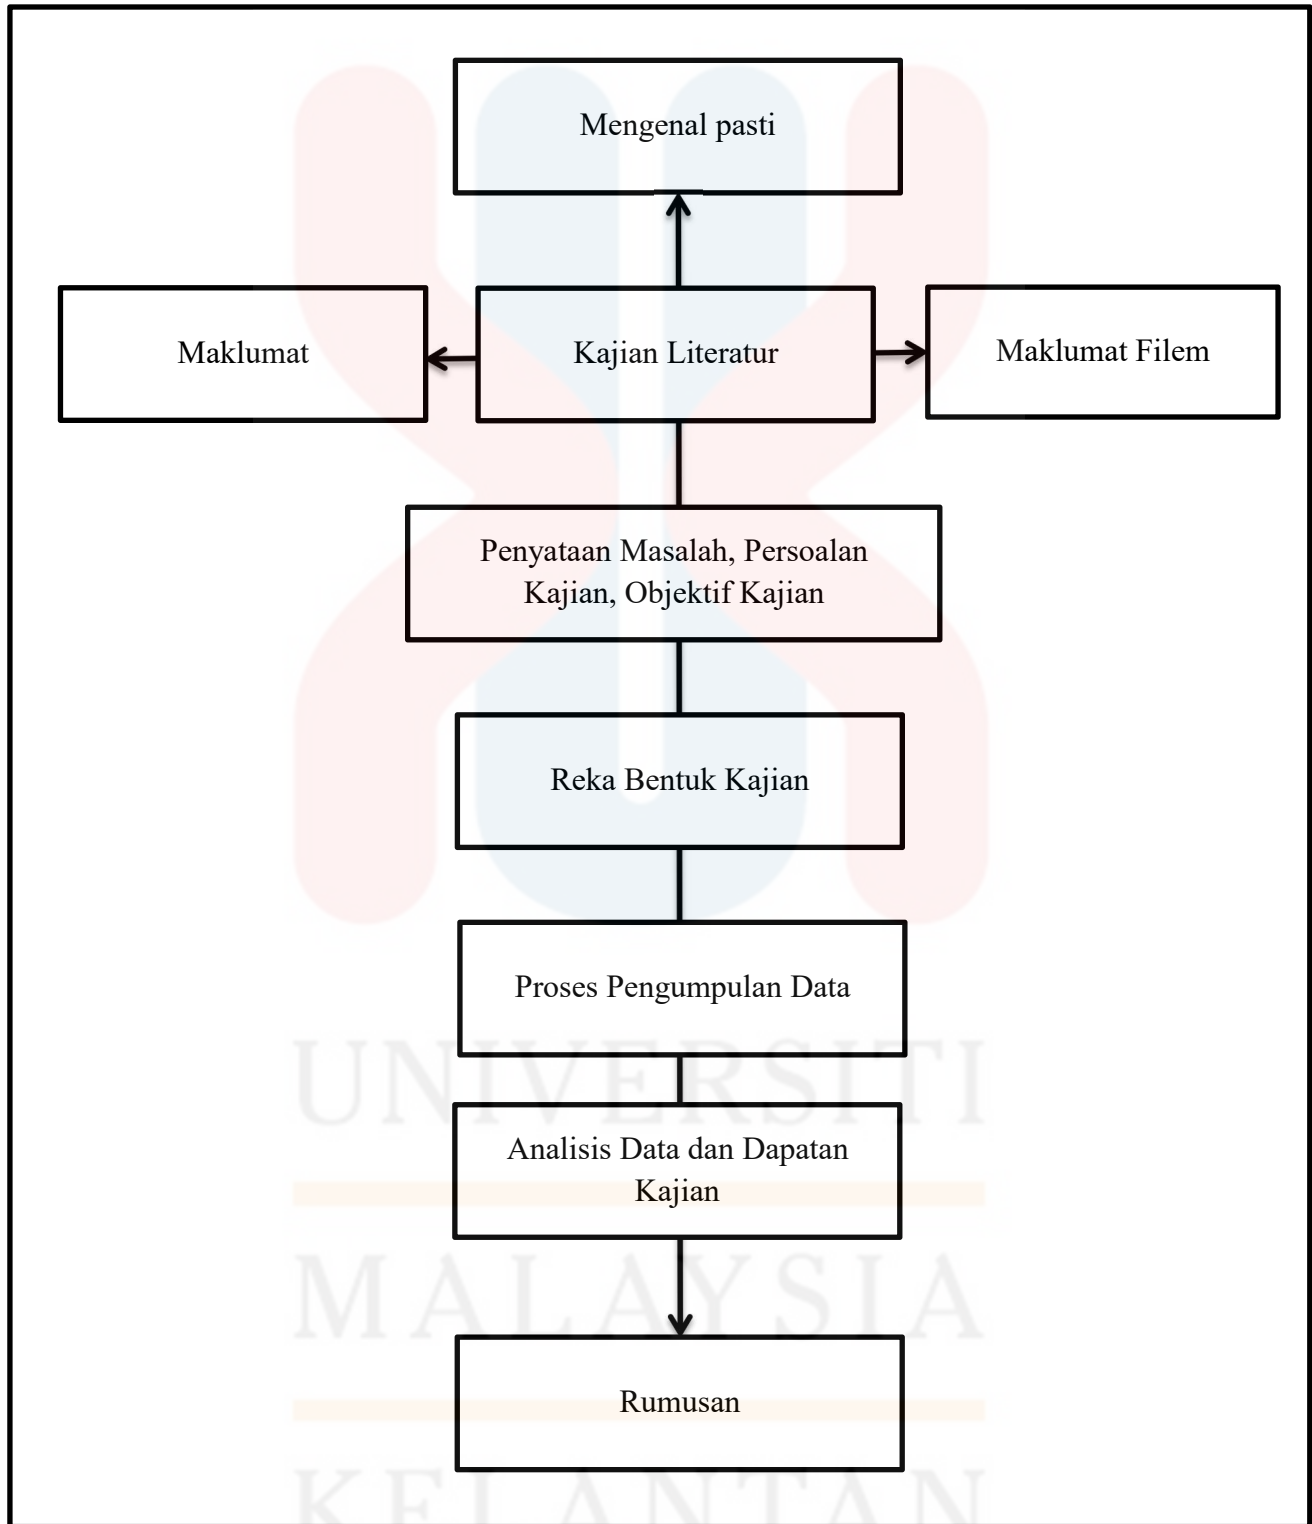 Mengenal pasti
Maklumat
Kajian Literatur
Maklumat Filem
Penyataan Masalah, Persoalan
Kajian, Objektif Kajian
Reka Bentuk Kajian
Proses Pengumpulan Data
UNIVERSITI
Analisis Data dan Dapatan
Kajian
MALAYSIA
Rumusan
KELANTAN